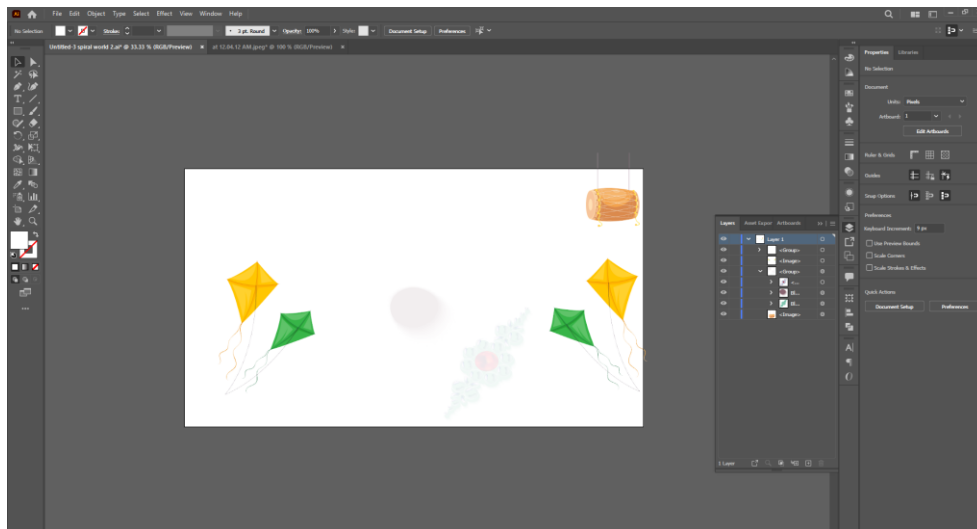 File Edit Object Type Select Effect View Window Help
No Selection Stroke: 3 pt. Round Opacity: 100% Style: Document Setup Preferences
Untitled-3 spiral world 2.ai* @ 33.33 % (RGB/Preview) × at 12.04.12 AM.jpeg* @ 100 % (RGB/Preview) ×
Properties Libraries
No Selection
Document
Units: Pixels
Artboard: 1
Edit Artboards
Ruler & Grids
Guides
Snap Options
Preferences
Keyboard Increment: 9 px
Use Preview Bounds
Scale Corners
Scale Strokes & Effects
Quick Actions
Document Setup Preferences
Layers Asset Expor Artboards
Layer 1
<Group>
<Image>
<Group>
<Image>
1 Layer